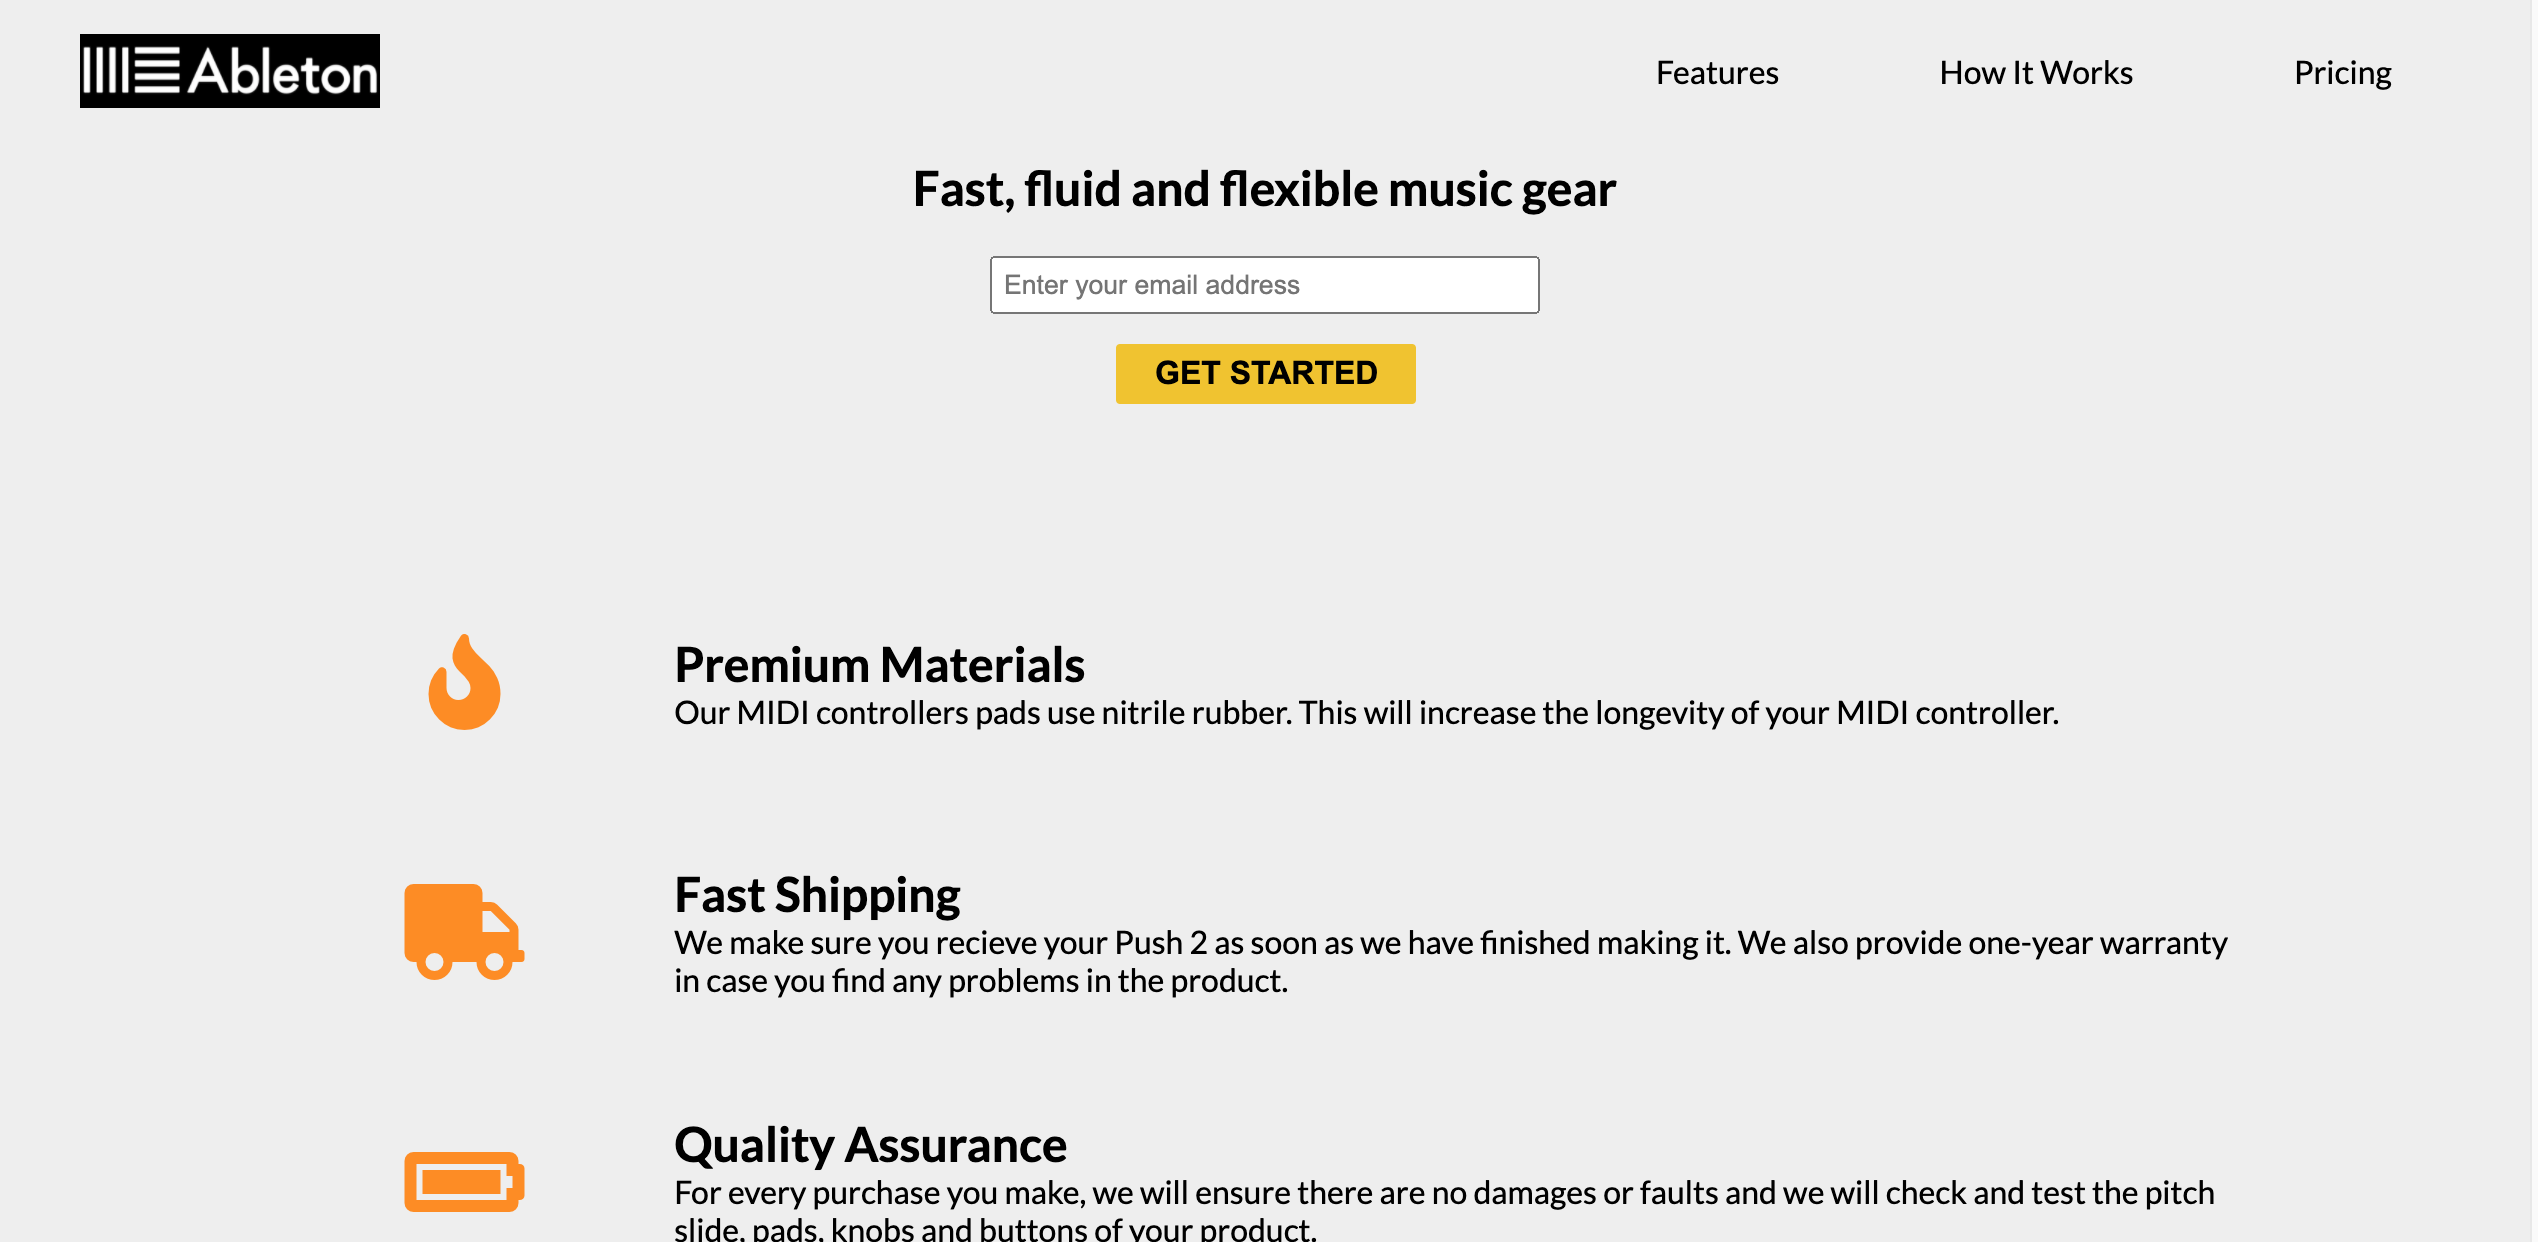 Ableton
Features
How It Works
Pricing
Fast, fluid and flexible music gear
Enter your email address
GET STARTED
Premium Materials
Our MIDI controllers pads use nitrile rubber. This will increase the longevity of your MIDI controller.
Fast Shipping
We make sure you recieve your Push 2 as soon as we have finished making it. We also provide one-year warranty
in case you find any problems in the product.
Quality Assurance
For every purchase you make, we will ensure there are no damages or faults and we will check and test the pitch
slide, pads, knobs and buttons of your product.